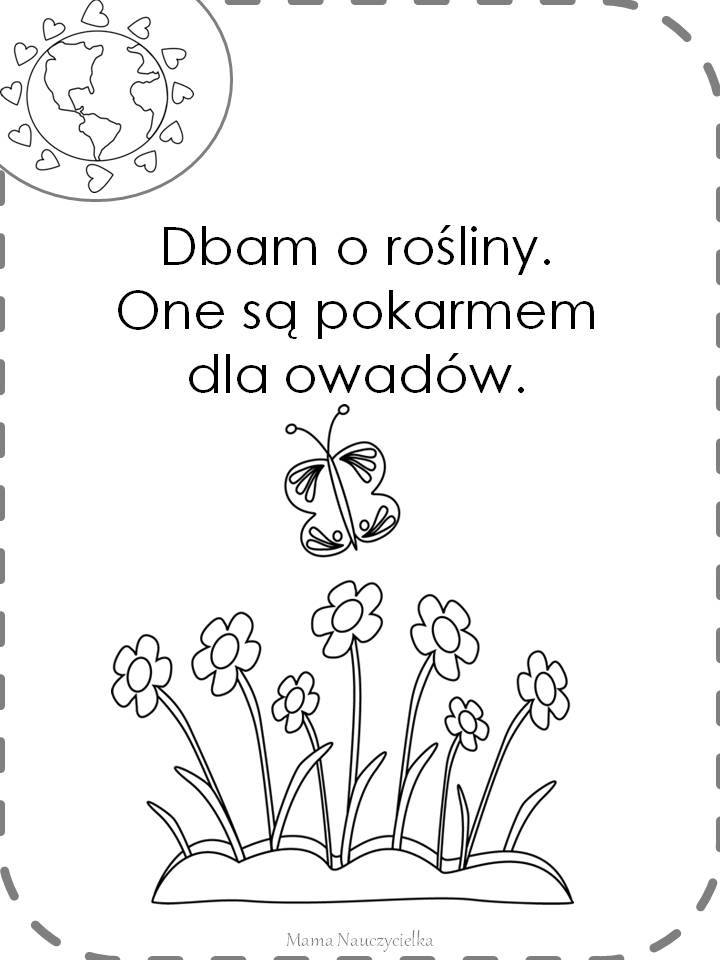 Dbam o rośliny.
One są pokarmem
dla owadów.
Mama Nauczycielka